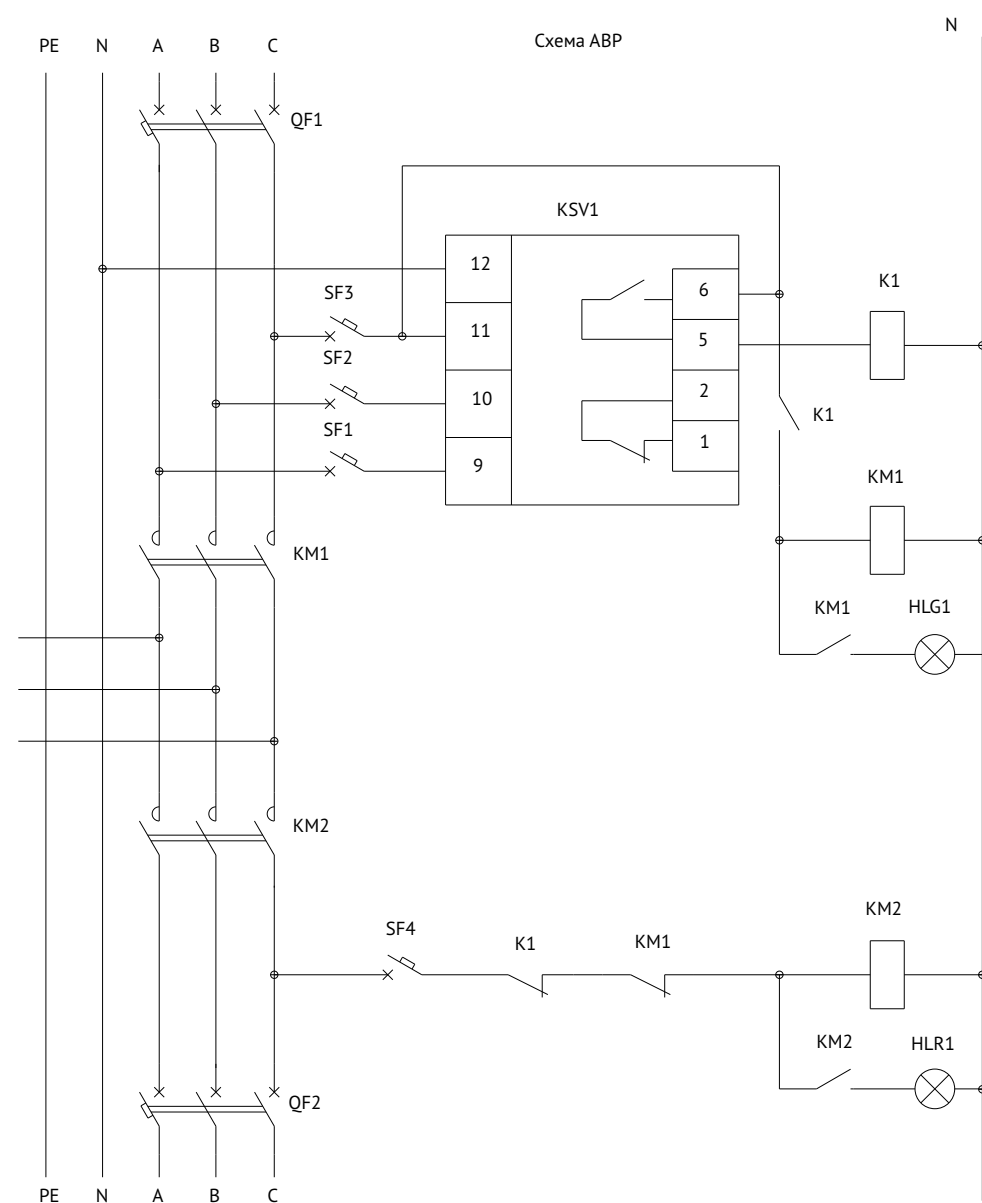 N
Схема АВР
PE N A B C
QF1
KSV1
12
SF3
6
K1
11
5
SF2
10
2
K1
SF1
9
1
KM1
KM1
KM1
HLG1
KM2
KM2
SF4
K1
KM1
KM2
HLR1
QF2
PE N A B C